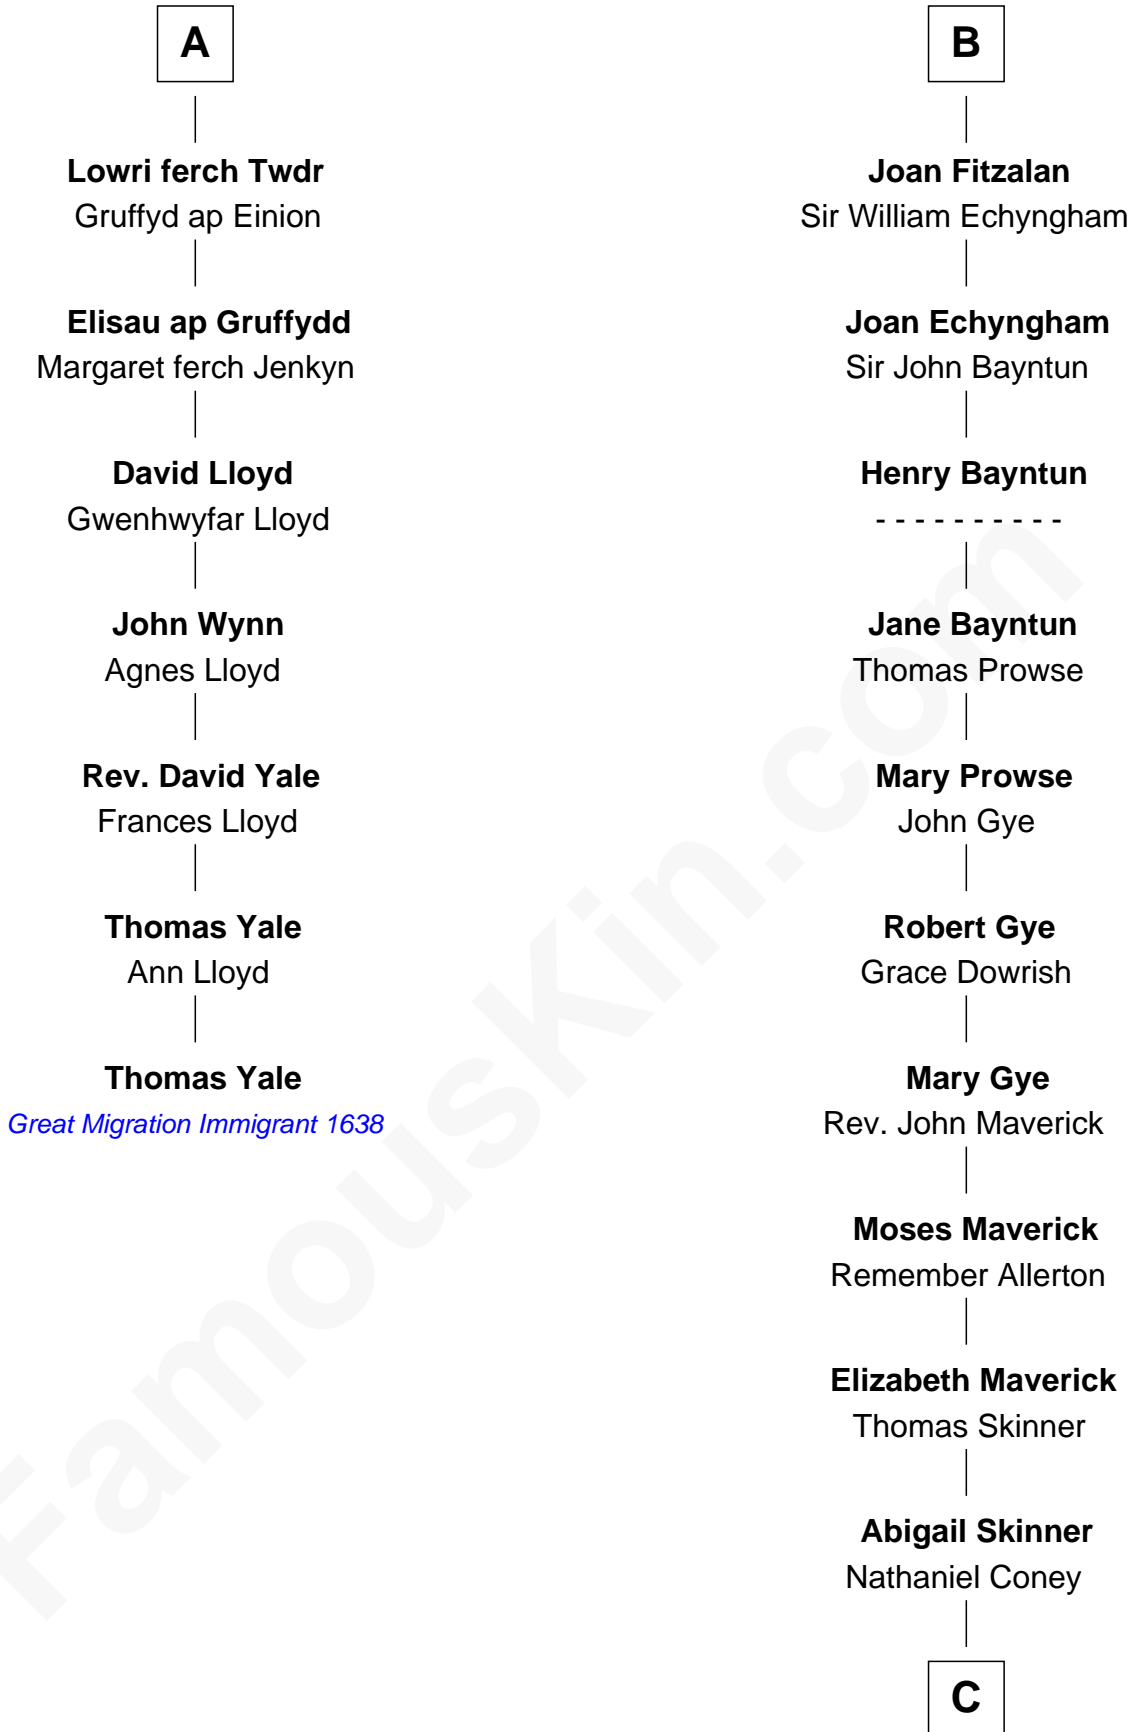 A
Lowri ferch Twdr
Gruffyd ap Einion
Elisau ap Gruffydd
Margaret ferch Jenkyn
David Lloyd
Gwenhwyfar Lloyd
John Wynn
Agnes Lloyd
Rev. David Yale
Frances Lloyd
Thomas Yale
Ann Lloyd
Thomas Yale
Great Migration Immigrant 1638
B
Joan Fitzalan
Sir William Echyngham
Joan Echyngham
Sir John Bayntun
Henry Bayntun
- - - - - - - - - -
Jane Bayntun
Thomas Prowse
Mary Prowse
John Gye
Robert Gye
Grace Dowrish
Mary Gye
Rev. John Maverick
Moses Maverick
Remember Allerton
Elizabeth Maverick
Thomas Skinner
Abigail Skinner
Nathaniel Coney
C
FamousKin.com